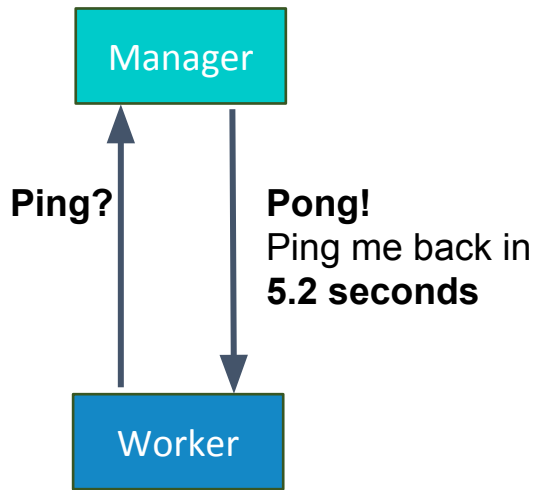 Manager
Ping?
Pong!
Ping me back in
5.2 seconds
Worker